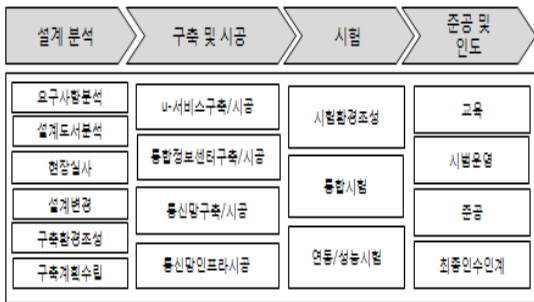 설계 분석
구축 및 시공
시험
준공 및
인도
요구사항분석
설계도서분석
현장실사
설계변경
구축환경조성
구축계획수립
u-서비스구축/시공
통합정보센터구축/시공
통신망구축/시공
통신망인프라시공
시험환경조성
통합시험
연동/성능시험
교육
시범운영
준공
최종인수인계